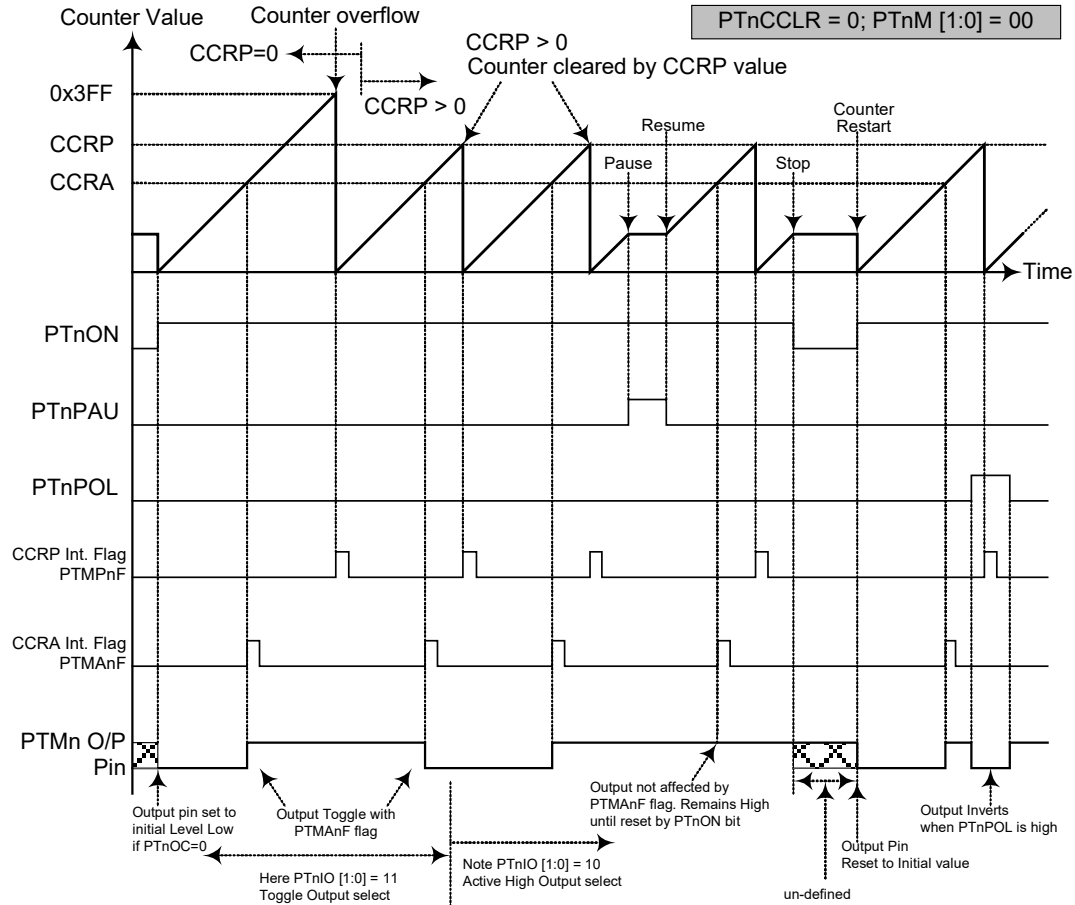 Counter Value
Counter overflow
PTnCCLR = 0; PTnM [1:0] = 00
CCRP=0
CCRP > 0
CCRP > 0
Counter cleared by CCRP value
0x3FF
CCRP
CCRA
Pause
Resume
Stop
Counter
Restart
Time
PTnON
PTnPAU
PTnPOL
CCRP Int. Flag
PTMPnF
CCRA Int. Flag
PTMAnF
PTMn O/P
Pin
Output pin set to
initial Level Low
if PTnOC=0
Output Toggle with
PTMAnF flag
Output not affected by
PTMAnF flag. Remains High
until reset by PTnON bit
Output Inverts
when PTnPOL is high
Output Pin
Reset to Initial value
Here PTnIO [1:0] = 11
Toggle Output select
Note PTnIO [1:0] = 10
Active High Output select
un-defined